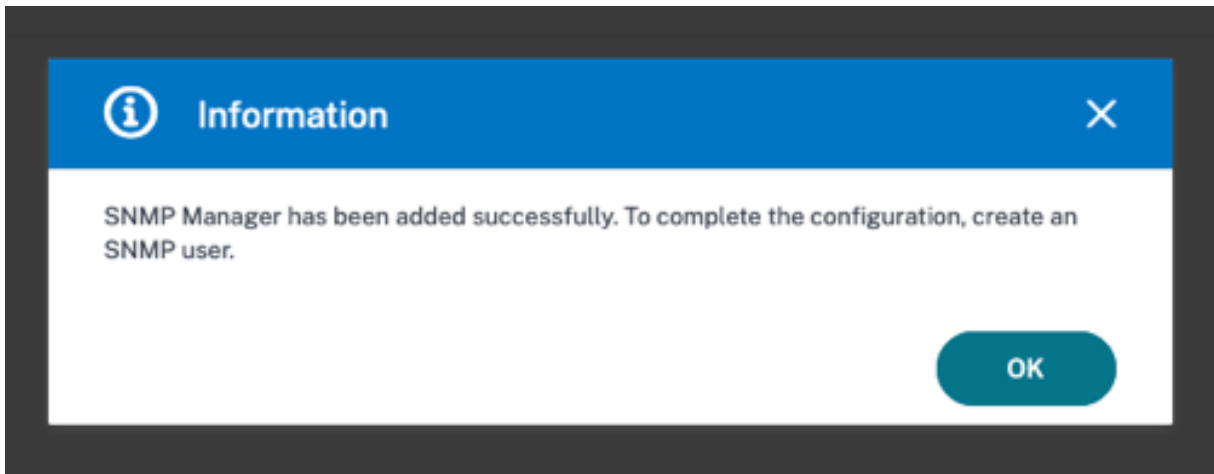 Information
SNMP Manager has been added successfully. To complete the configuration, create an
SNMP user.
OK